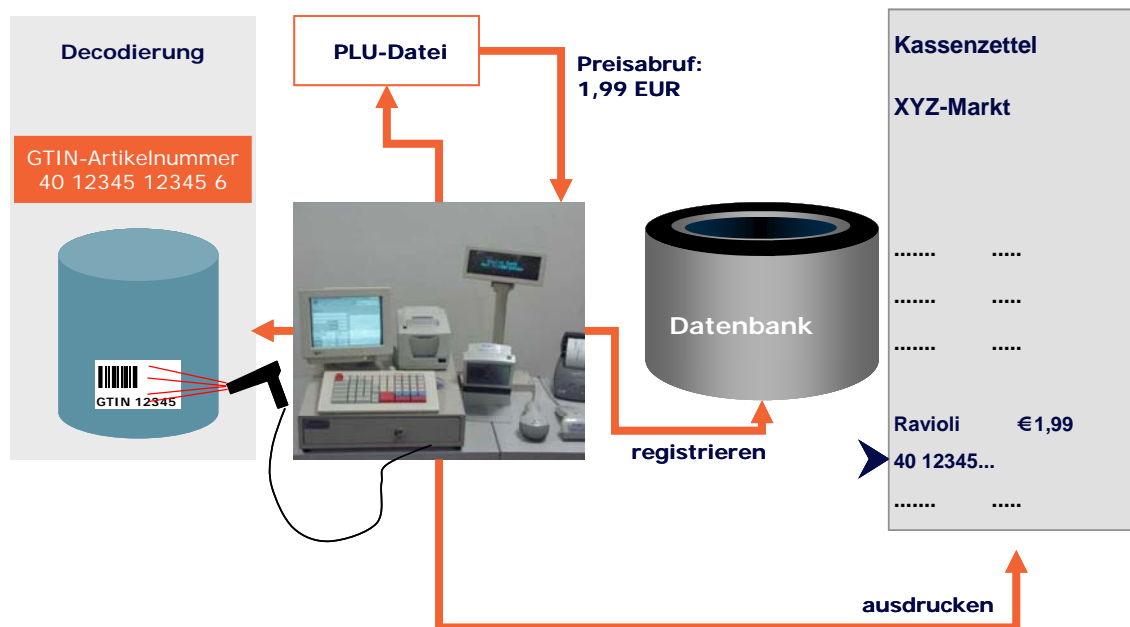 Decodierung
GTIN-Artikelnummer
40 12345 12345 6
GTIN 12345
PLU-Datei
Preisabruf:
1,99 EUR
Datenbank
registrieren
ausdrucken
Kassenzettel
XYZ-Markt
....... .....
....... .....
....... .....
Ravioli €1,99
40 12345...
....... .....